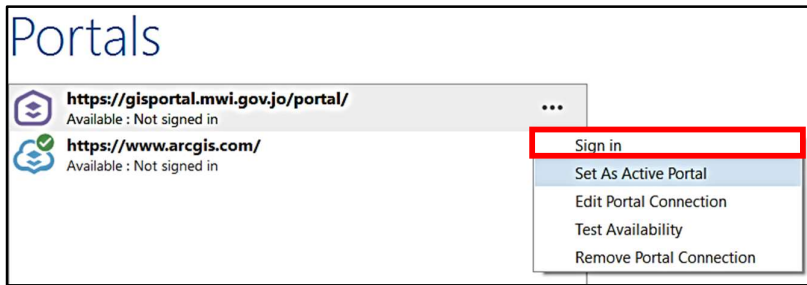 Portals
https://gisportal.mwi.gov.jo/portal/
Available : Not signed in
https://www.arcgis.com/
Available : Not signed in
Sign in
Set As Active Portal
Edit Portal Connection
Test Availability
Remove Portal Connection